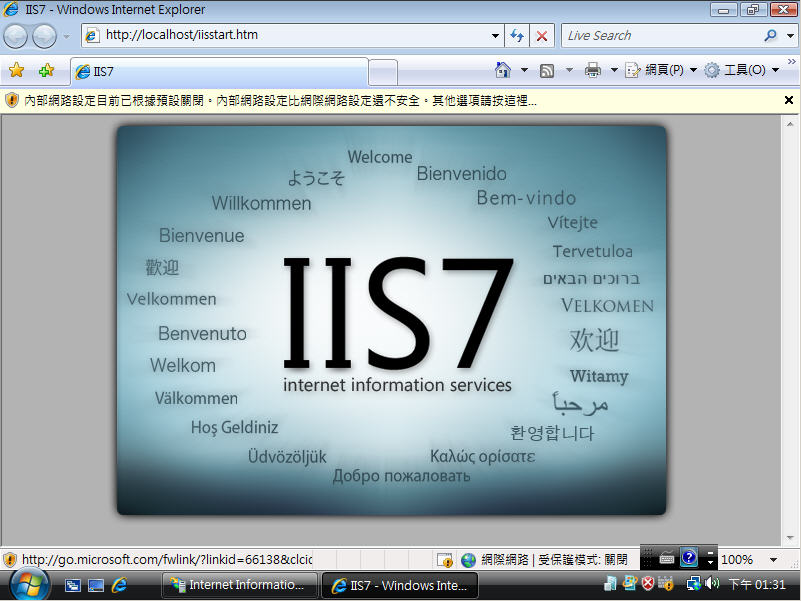 IIS7 - Windows Internet Explorer
http://localhost/iisstart.htm
Live Search
IIS7
網頁(P)
工具(O)
內部網路設定目前已根據預設關閉。內部網路設定比網際網路設定還不安全。其他選項請按這裡...
Welcome
ようこそ
Bienvenido
Willkommen
Bem-vindo
Bienvenue
Vítejte
歡迎
Tervetuloa
ברוכים הבאים
Velkommen
VELKOMEN
IIS7
internet information services
Benvenuto
欢迎
Welkom
Witamy
Välkommen
مرحباً
Hoş Geldiniz
환영합니다
Üdvözöljük
Καλώς ορίσατε
Добро пожаловать
http://go.microsoft.com/fwlink/?linkid=66138&clcid
網際網路 | 受保護模式: 關閉
100%
Internet Informatio...
IIS7 - Windows Inte...
下午 01:31